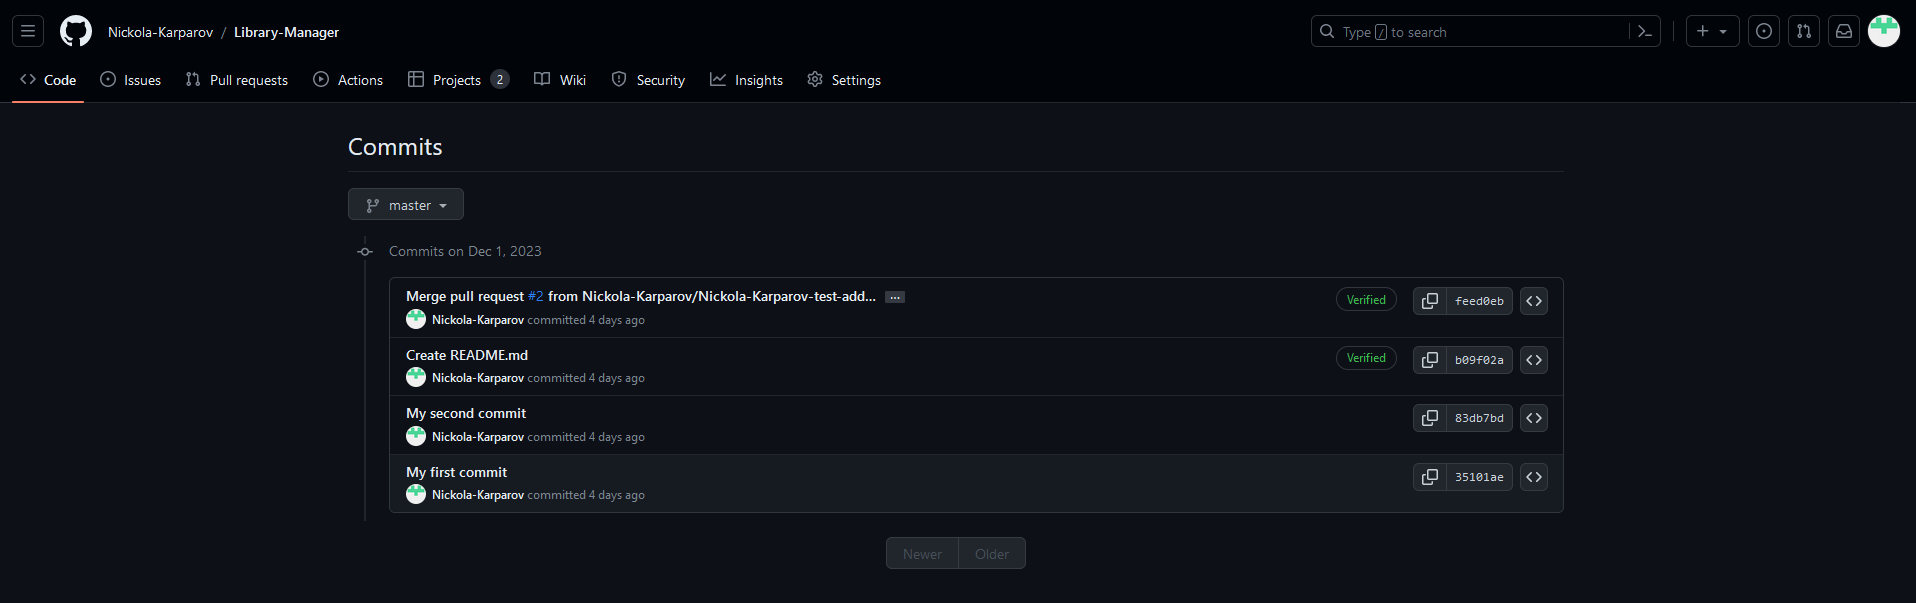 Nickola-Karparov / Library-Manager
Type / to search
Code Issues Pull requests Actions Projects 2 Wiki Security Insights Settings
Commits
master
Commits on Dec 1, 2023
Merge pull request #2 from Nickola-Karparov/Nickola-Karparov-test-add... ...
Verified feed0eb
Nickola-Karparov committed 4 days ago
Create README.md
Verified b09f02a
Nickola-Karparov committed 4 days ago
My second commit
83db7bd
Nickola-Karparov committed 4 days ago
My first commit
35101ae
Nickola-Karparov committed 4 days ago
Newer Older